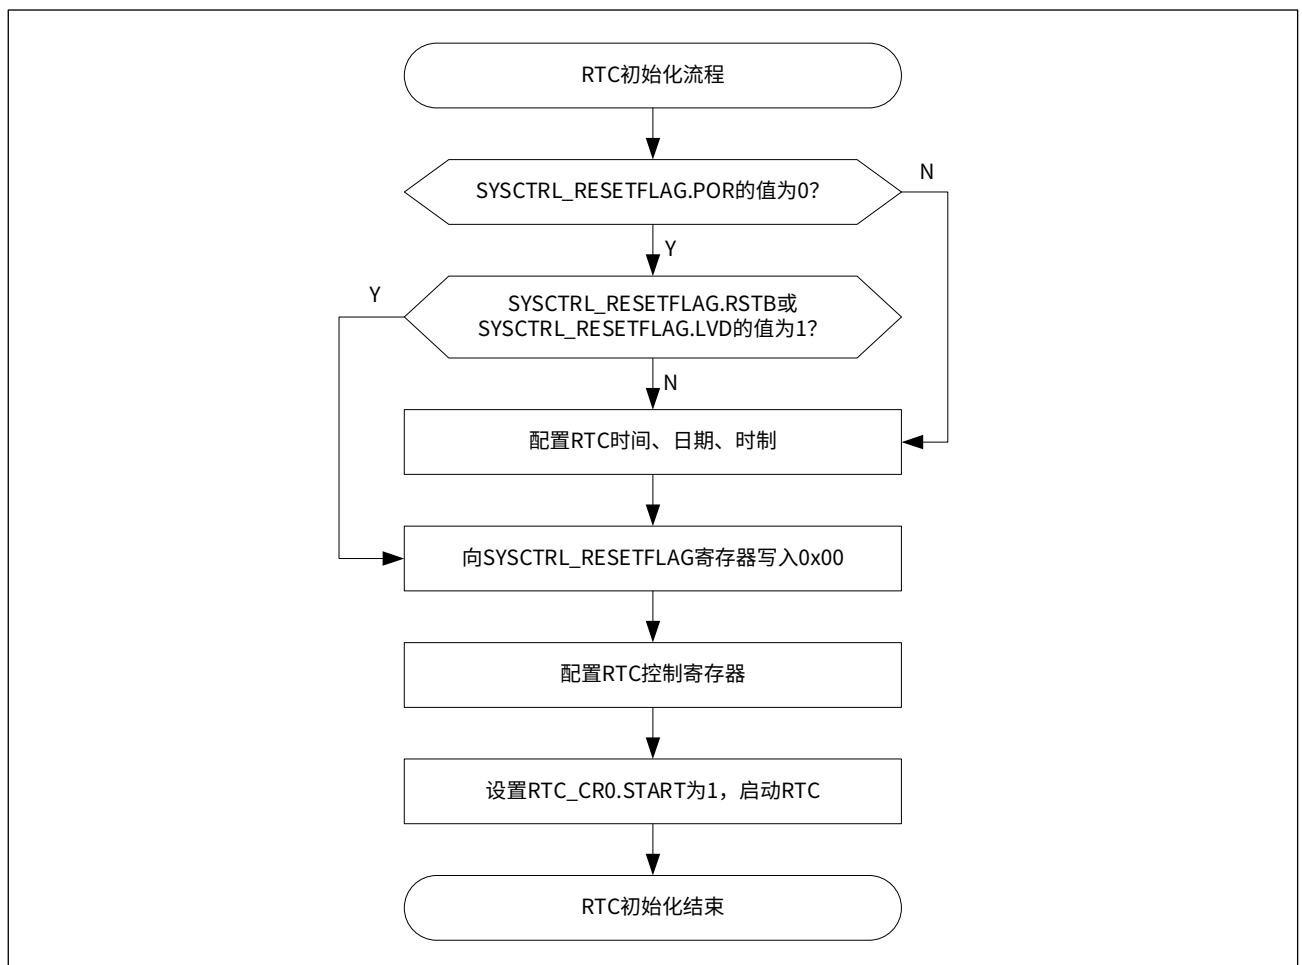 RTC初始化流程
SYSCTRL_RESETFLAG.POR的值为0？
N
Y
Y
SYSCTRL_RESETFLAG.RSTB或
SYSCTRL_RESETFLAG.LVD的值为1？
N
配置RTC时间、日期、时制
向SYSCTRL_RESETFLAG寄存器写入0x00
配置RTC控制寄存器
设置RTC_CR0.START为1，启动RTC
RTC初始化结束